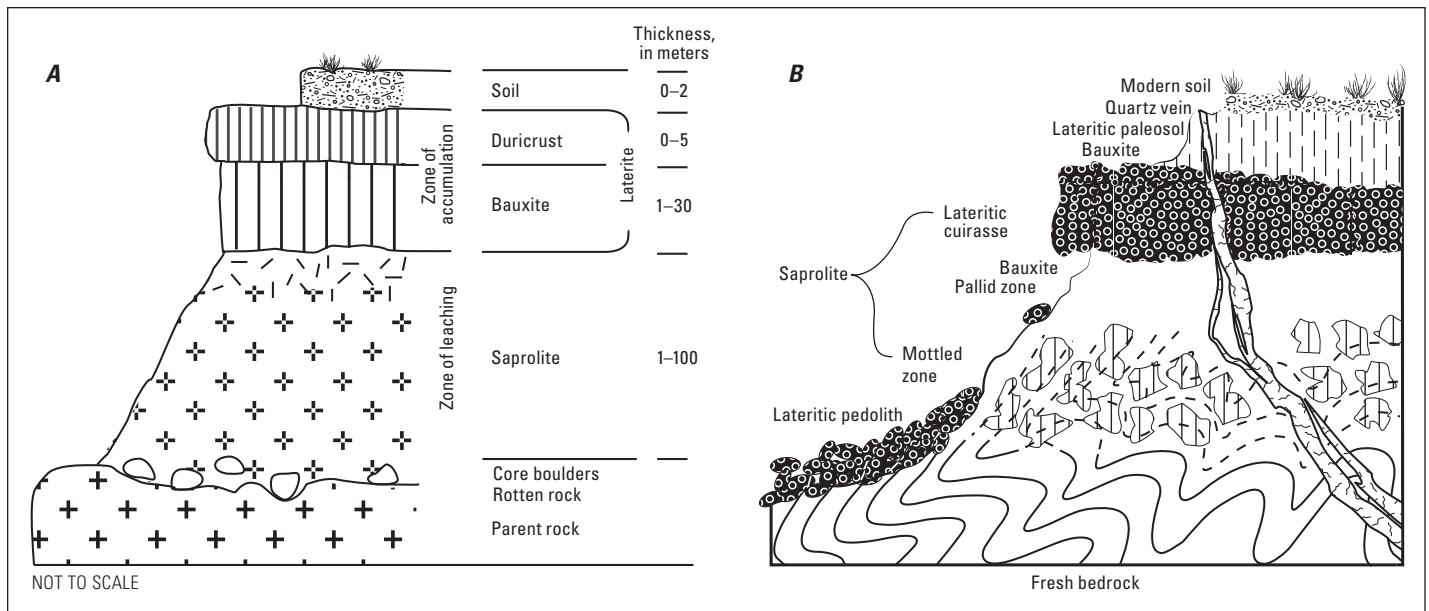 A
Thickness,
in meters
Soil
0–2
Duricrust
0–5
Zone of
accumulation
Laterite
Bauxite
1–30
Zone of leaching
Saprolite
1–100
Core boulders
Rotten rock
Parent rock
NOT TO SCALE
B
Modern soil
Quartz vein
Lateritic paleosol
Bauxite
Lateritic
cuirasse
Saprolite
Bauxite
Pallid zone
Mottled
zone
Lateritic pedolith
Fresh bedrock